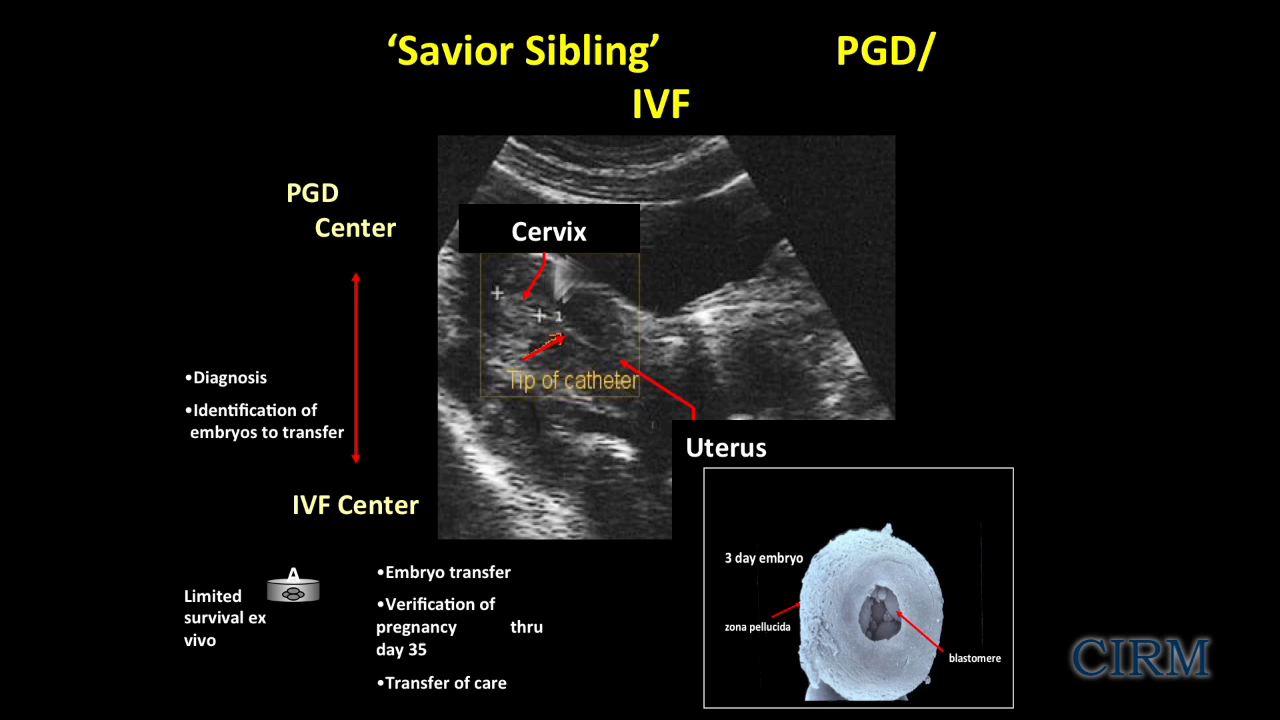 ‘Savior Sibling’ PGD/
IVF
PGD
Center
Cervix
1
Tip of catheter
•Diagnosis
•Identification of
embryos to transfer
Uterus
IVF Center
A
Limited
survival ex
vivo
•Embryo transfer
•Verification of
pregnancy thru
day 35
•Transfer of care
3 day embryo
zona pellucida
blastomere
CIRM